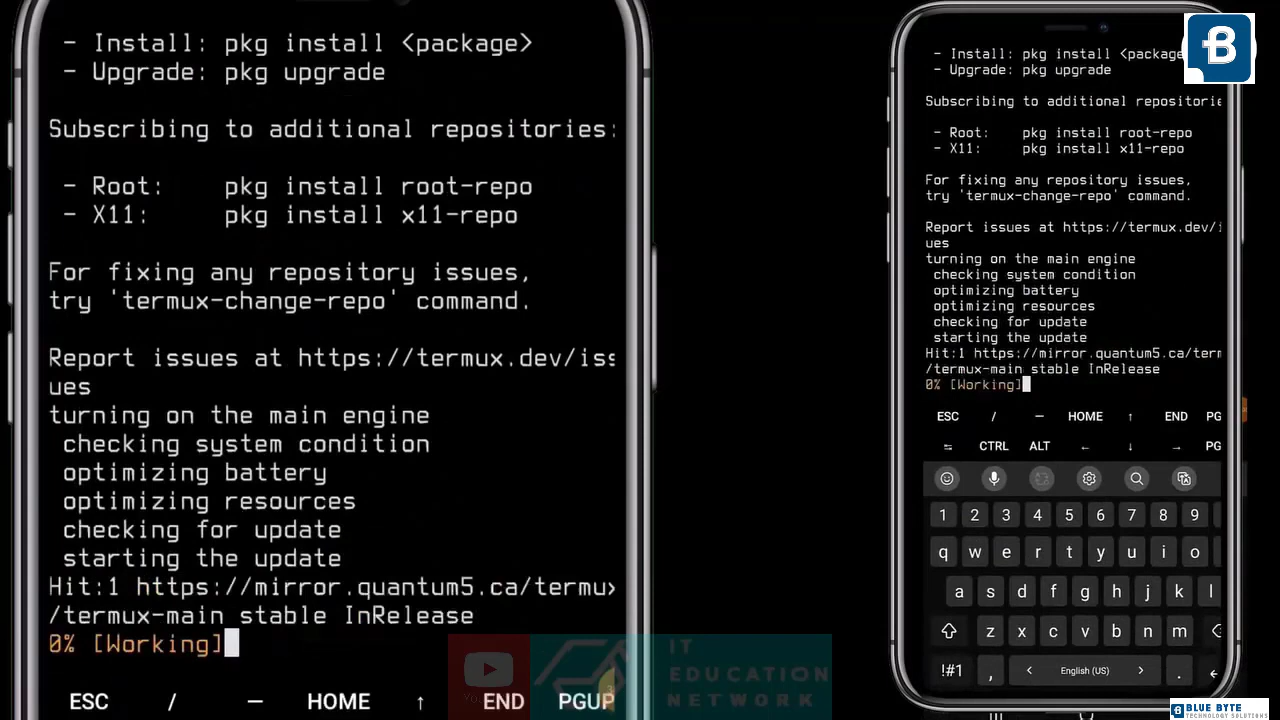 - Install: pkg install <package>
- Upgrade: pkg upgrade
Subscribing to additional repositories:
- Root: pkg install root-repo
- X11: pkg install x11-repo
For fixing any repository issues,
try 'termux-change-repo' command.
Report issues at https://termux.dev/iss
ues
turning on the main engine
checking system condition
optimizing battery
optimizing resources
checking for update
starting the update
Hit:1 https://mirror.quantum5.ca/termux
/termux-main stable InRelease
0% [Working]
ESC / — HOME ↑ END PGUP
IT
EDUCATION
NETWORK
- Install: pkg install <package
- Upgrade: pkg upgrade
Subscribing to additional repositorie
- Root: pkg install root-repo
- X11: pkg install x11-repo
For fixing any repository issues,
try 'termux-change-repo' command.
Report issues at https://termux.dev/i
ues
turning on the main engine
checking system condition
optimizing battery
optimizing resources
checking for update
starting the update
Hit:1 https://mirror.quantum5.ca/term
/termux-main stable InRelease
0% [Working]
ESC / — HOME ↑ END PG
CTRL ALT ← ↓ → PG
1 2 3 4 5 6 7 8 9
q w e r t y u i o
a s d f g h j k l
z x c v b n m
!#1 , < English (US) > .
B
BLUE BYTE
TECHNOLOGY SOLUTIONS